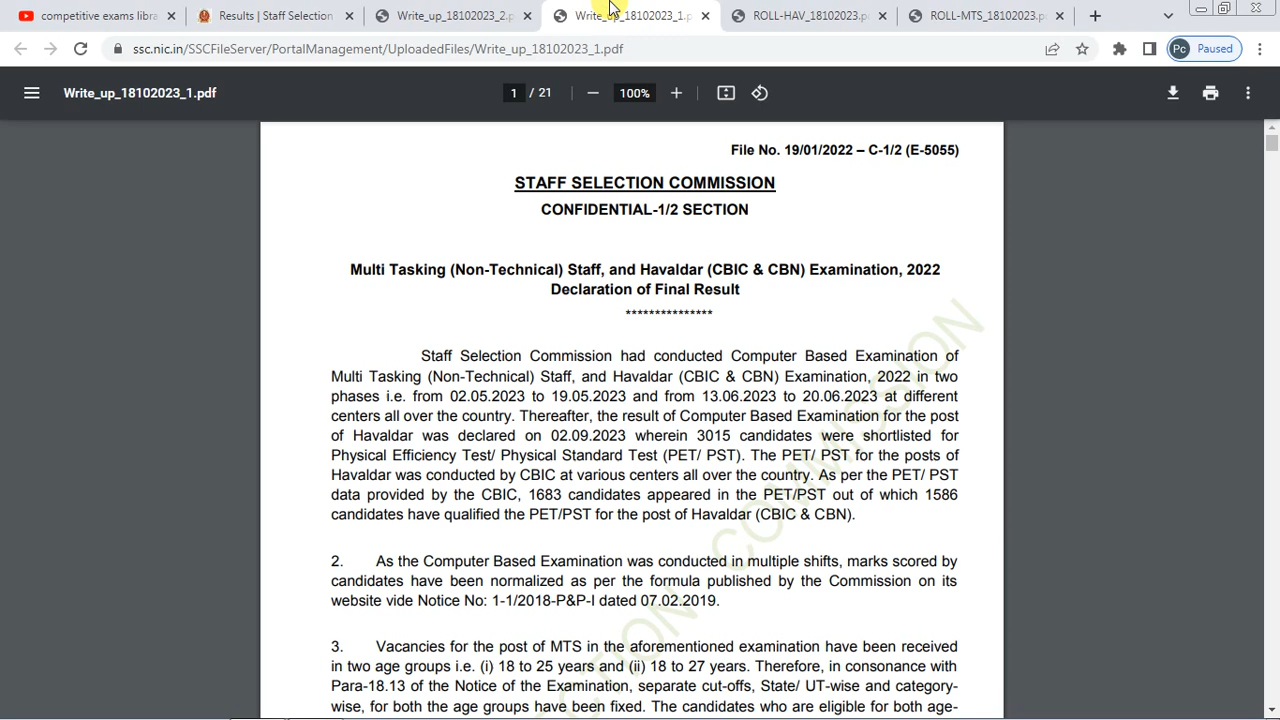 competitive exams libra
Results | Staff Selection
Write_up_18102023_2.p
Write_up_18102023_1.p
ROLL-HAV_18102023.pd
ROLL-MTS_18102023.pd
ssc.nic.in/SSCFileServer/PortalManagement/UploadedFiles/Write_up_18102023_1.pdf
Pc Paused
Write_up_18102023_1.pdf
1 / 21
100%
File No. 19/01/2022 – C-1/2 (E-5055)
STAFF SELECTION COMMISSION
CONFIDENTIAL-1/2 SECTION
Multi Tasking (Non-Technical) Staff, and Havaldar (CBIC & CBN) Examination, 2022
Declaration of Final Result
***************
Staff Selection Commission had conducted Computer Based Examination of
Multi Tasking (Non-Technical) Staff, and Havaldar (CBIC & CBN) Examination, 2022 in two
phases i.e. from 02.05.2023 to 19.05.2023 and from 13.06.2023 to 20.06.2023 at different
centers all over the country. Thereafter, the result of Computer Based Examination for the post
of Havaldar was declared on 02.09.2023 wherein 3015 candidates were shortlisted for
Physical Efficiency Test/ Physical Standard Test (PET/ PST). The PET/ PST for the posts of
Havaldar was conducted by CBIC at various centers all over the country. As per the PET/ PST
data provided by the CBIC, 1683 candidates appeared in the PET/PST out of which 1586
candidates have qualified the PET/PST for the post of Havaldar (CBIC & CBN).
2. As the Computer Based Examination was conducted in multiple shifts, marks scored by
candidates have been normalized as per the formula published by the Commission on its
website vide Notice No: 1-1/2018-P&P-I dated 07.02.2019.
3. Vacancies for the post of MTS in the aforementioned examination have been received
in two age groups i.e. (i) 18 to 25 years and (ii) 18 to 27 years. Therefore, in consonance with
Para-18.13 of the Notice of the Examination, separate cut-offs, State/ UT-wise and category-
wise, for both the age groups have been fixed. The candidates who are eligible for both age-
COMMISSION